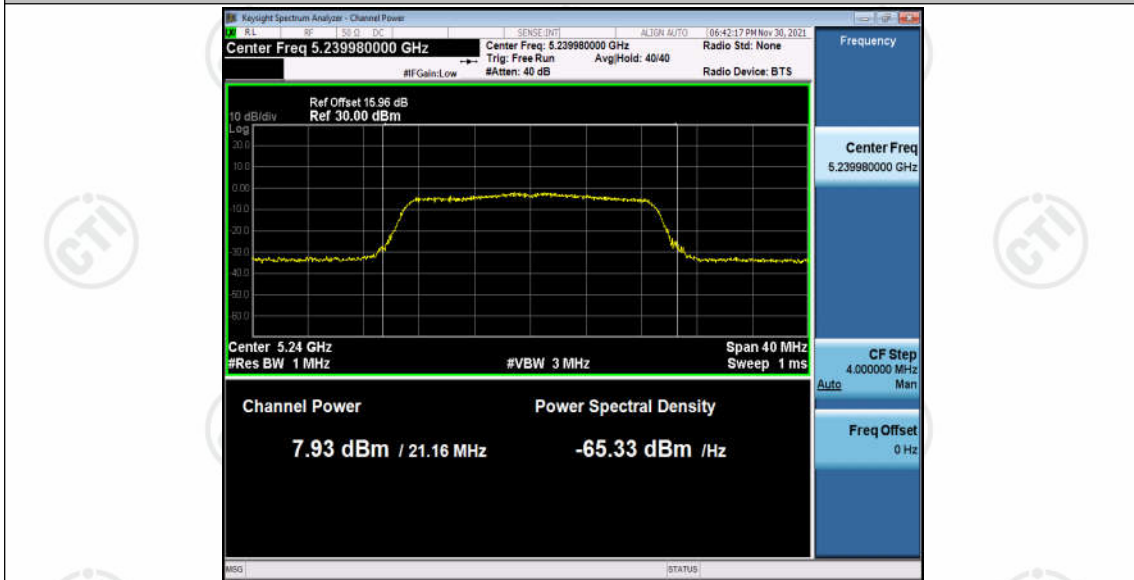 Keysight Spectrum Analyzer - Channel Power
RL RF 50 Ω DC SENSE:INT ALIGN AUTO 06:42:17 PM Nov 30, 2021
Center Freq 5.239980000 GHz
Center Freq: 5.239980000 GHz
Radio Std: None
Trig: Free Run Avg|Hold: 40/40
#IFGain:Low #Atten: 40 dB Radio Device: BTS
Ref Offset 15.96 dB
10 dB/div Ref 30.00 dBm
Log
20.0
10.0
0.00
-10.0
-20.0
-30.0
-40.0
-50.0
-60.0
Center 5.24 GHz Span 40 MHz
#Res BW 1 MHz #VBW 3 MHz Sweep 1 ms
Channel Power Power Spectral Density
7.93 dBm / 21.16 MHz -65.33 dBm /Hz
MSG STATUS
Frequency
Center Freq
5.239980000 GHz
CF Step
4.000000 MHz
Auto Man
Freq Offset
0 Hz
CTI
CTI